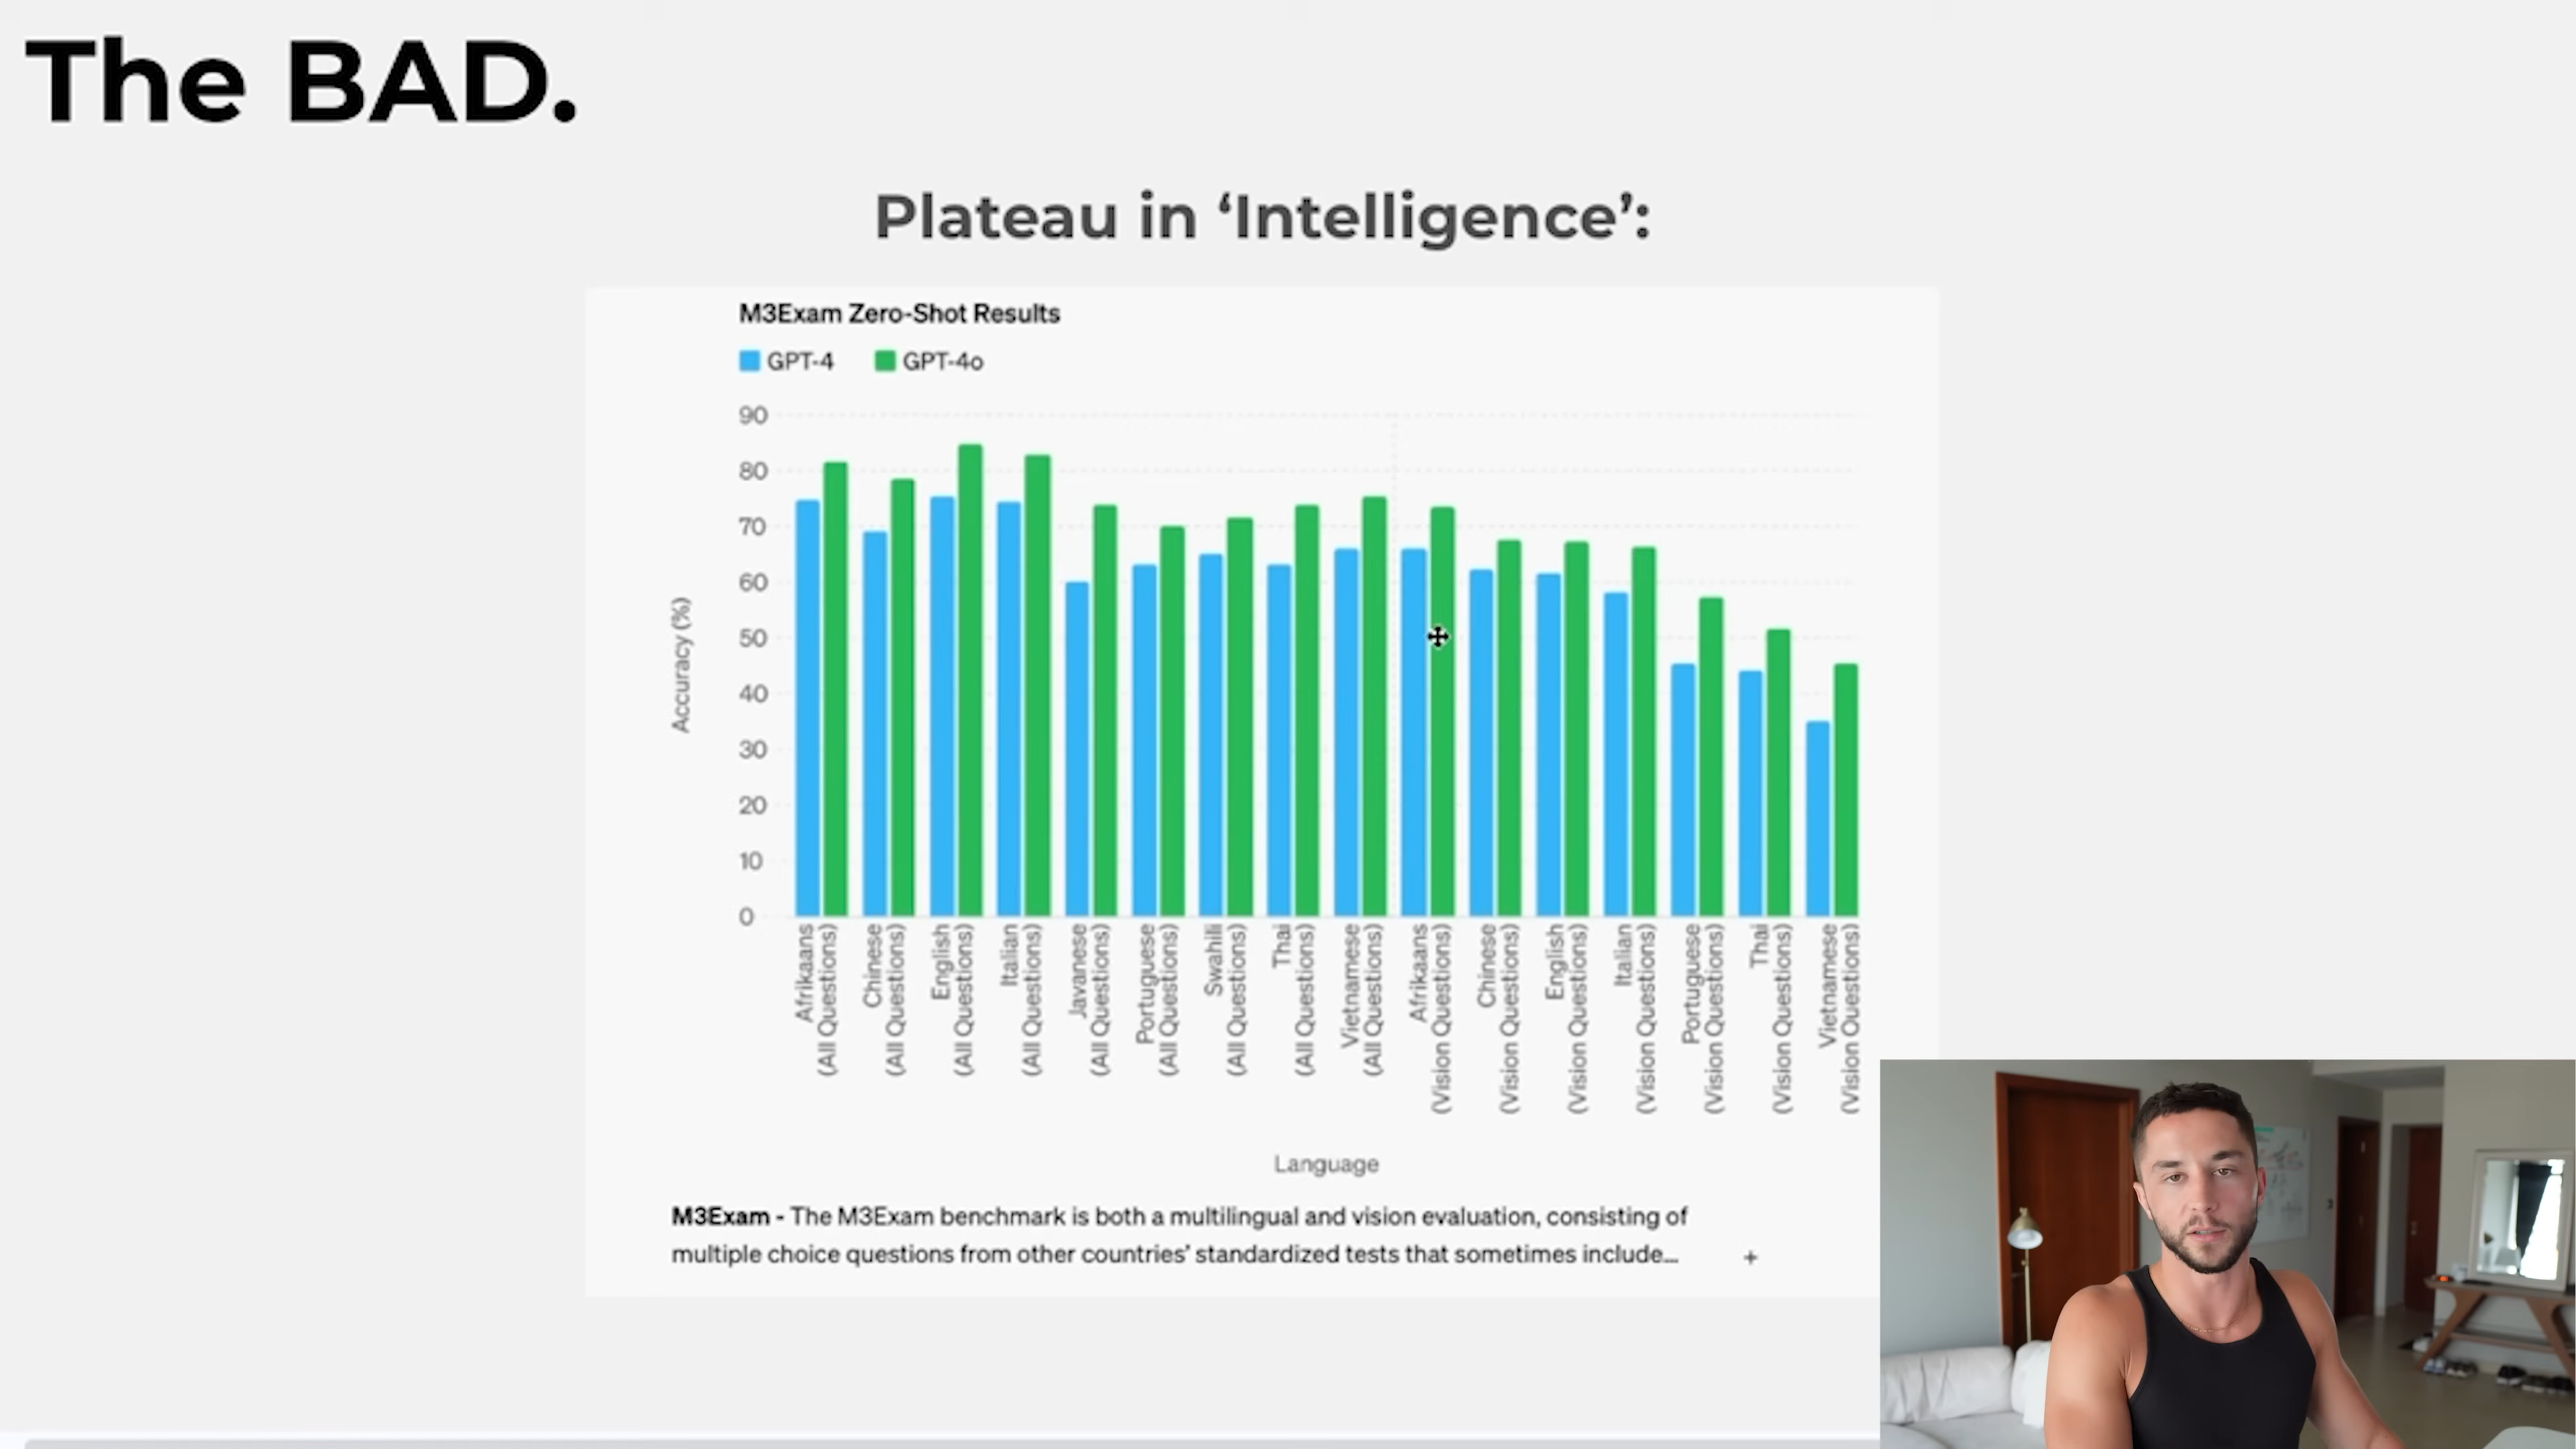 The BAD.
Plateau in ‘Intelligence’:
M3Exam Zero-Shot Results
GPT-4
GPT-4o
90
80
70
60
50
40
30
20
10
0
Accuracy (%)
Afrikaans
(All Questions)
Chinese
(All Questions)
English
(All Questions)
Italian
(All Questions)
Javanese
(All Questions)
Portuguese
(All Questions)
Swahili
(All Questions)
Thai
(All Questions)
Vietnamese
(All Questions)
Afrikaans
(Vision Questions)
Chinese
(Vision Questions)
English
(Vision Questions)
Italian
(Vision Questions)
Portuguese
(Vision Questions)
Thai
(Vision Questions)
Vietnamese
(Vision Questions)
Language
M3Exam - The M3Exam benchmark is both a multilingual and vision evaluation, consisting of
multiple choice questions from other countries’ standardized tests that sometimes include...
+